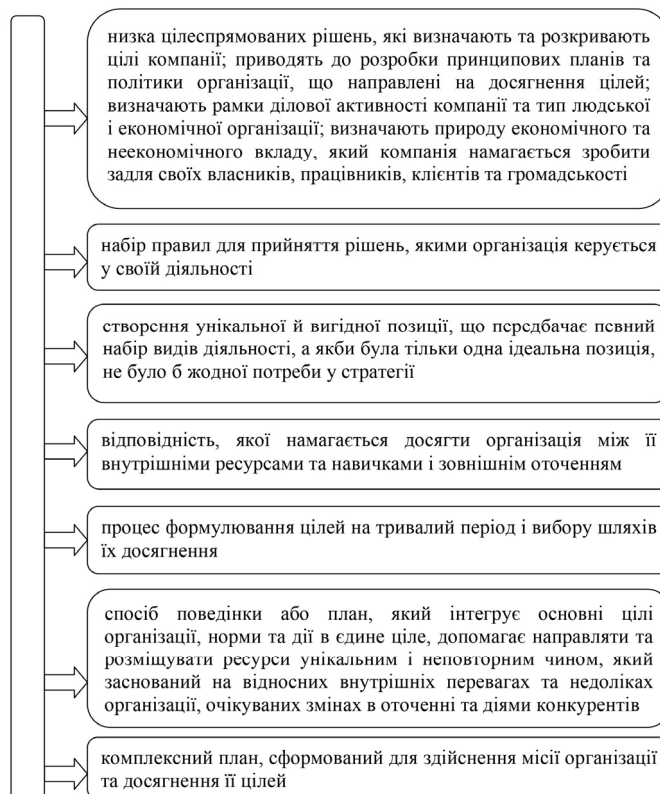 низка цілеспрямованих рішень, які визначають та розкривають
цілі компанії; приводять до розробки принципових планів та
політики організації, що направлені на досягнення цілей;
визначають рамки ділової активності компанії та тип людської
і економічної організації; визначають природу економічного та
неекономічного вкладу, який компанія намагається зробити
задля своїх власників, працівників, клієнтів та громадськості
набір правил для прийняття рішень, якими організація керується
у своїй діяльності
створення унікальної й вигідної позиції, що передбачає певний
набір видів діяльності, а якби була тільки одна ідеальна позиція,
не було б жодної потреби у стратегії
відповідність, якої намагається досягти організація між її
внутрішніми ресурсами та навичками і зовнішнім оточенням
процес формулювання цілей на тривалий період і вибору шляхів
їх досягнення
спосіб поведінки або план, який інтегрує основні цілі
організації, норми та дії в єдине ціле, допомагає направляти та
розміщувати ресурси унікальним і неповторним чином, який
заснований на відносних внутрішніх перевагах та недоліках
організації, очікуваних змінах в оточенні та діями конкурентів
комплексний план, сформований для здійснення місії організації
та досягнення її цілей